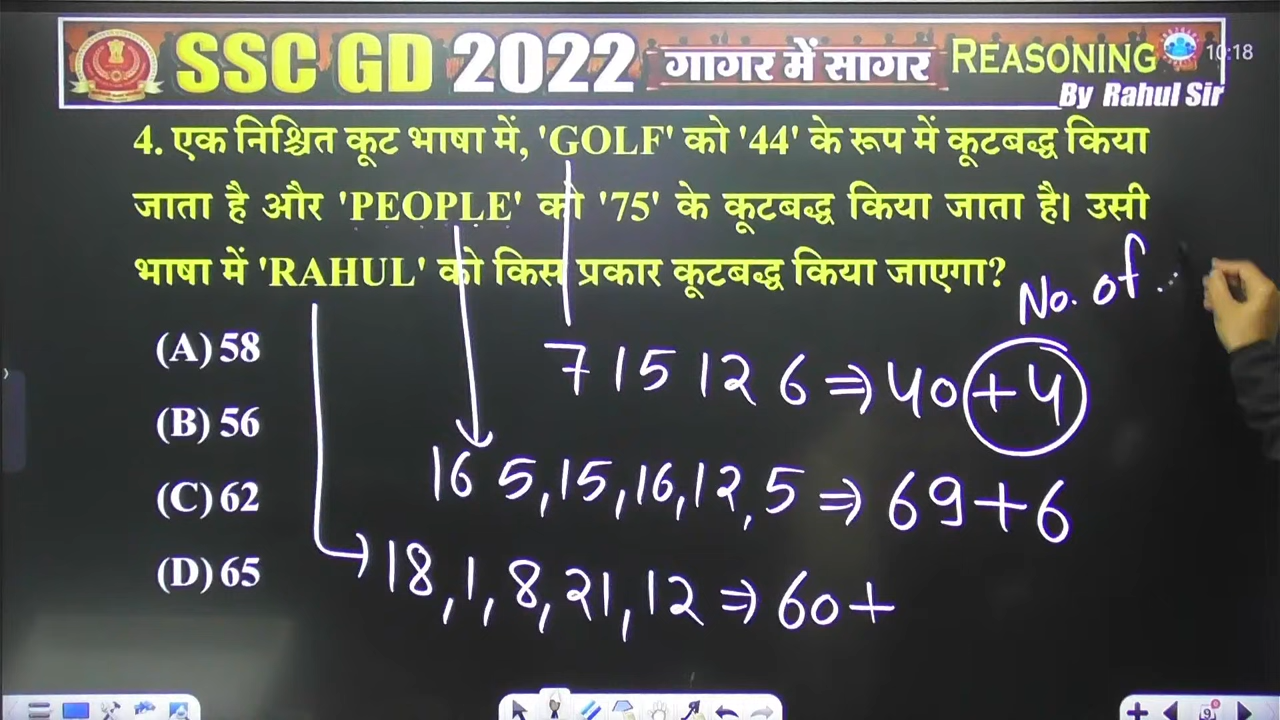 SSC GD 2022 गागर में सागर REASONING
10:18
By Rahul Sir
4. एक निश्चित कूट भाषा में, 'GOLF' को '44' के रूप में कूटबद्ध किया
जाता है और 'PEOPLE' को '75' के कूटबद्ध किया जाता है। उसी
भाषा में 'RAHUL' को किस प्रकार कूटबद्ध किया जाएगा?
No. of
(A) 58
7 15 12 6 ⇒ 40 + 4
(B) 56
16 5, 15, 16, 12, 5 ⇒ 69 + 6
(C) 62
(D) 65
18, 1, 8, 21, 12 ⇒ 60 +